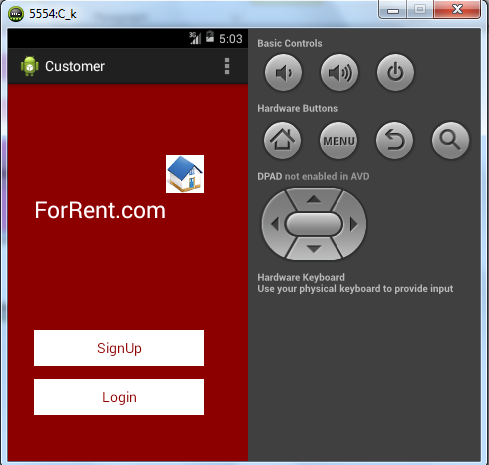 5554:C_k
3G
5:03
Customer
ForRent.com
SignUp
Login
Basic Controls
Hardware Buttons
MENU
DPAD not enabled in AVD
Hardware Keyboard
Use your physical keyboard to provide input